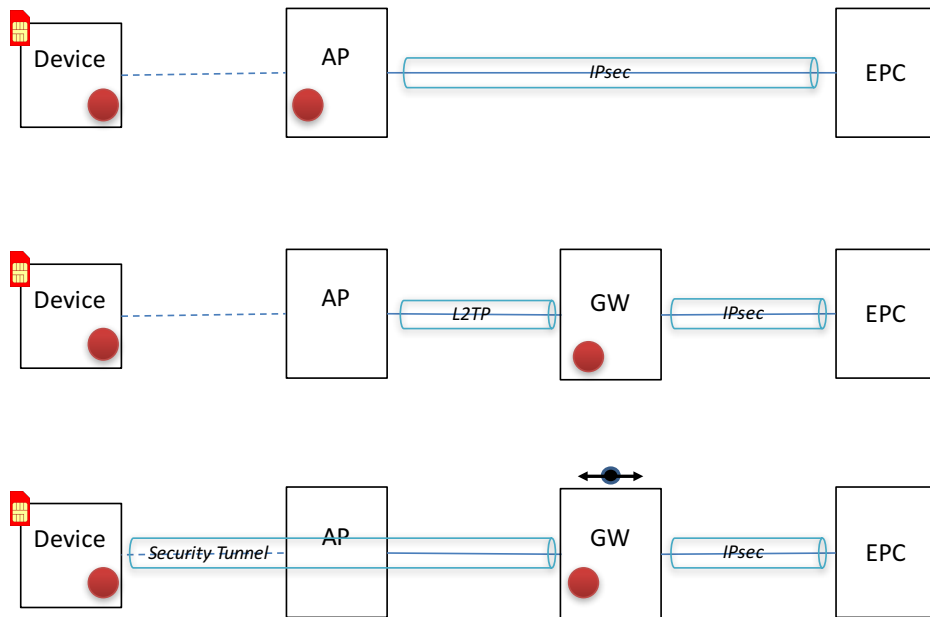 Device
AP
IPsec
EPC
Device
AP
L2TP
GW
IPsec
EPC
Device
Security Tunnel
AP
GW
IPsec
EPC